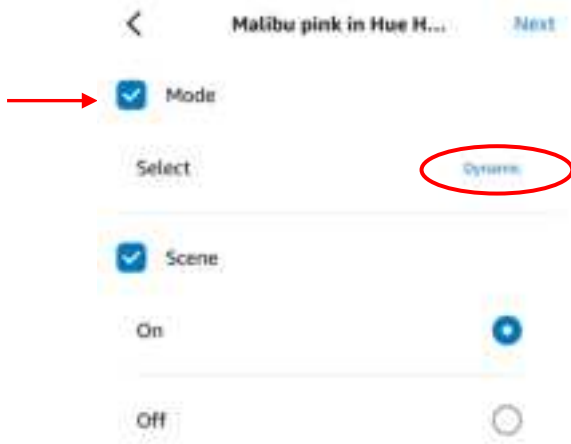 Malibu pink in Hue H... Next
Mode
Select Dynamic
Scene
On
Off